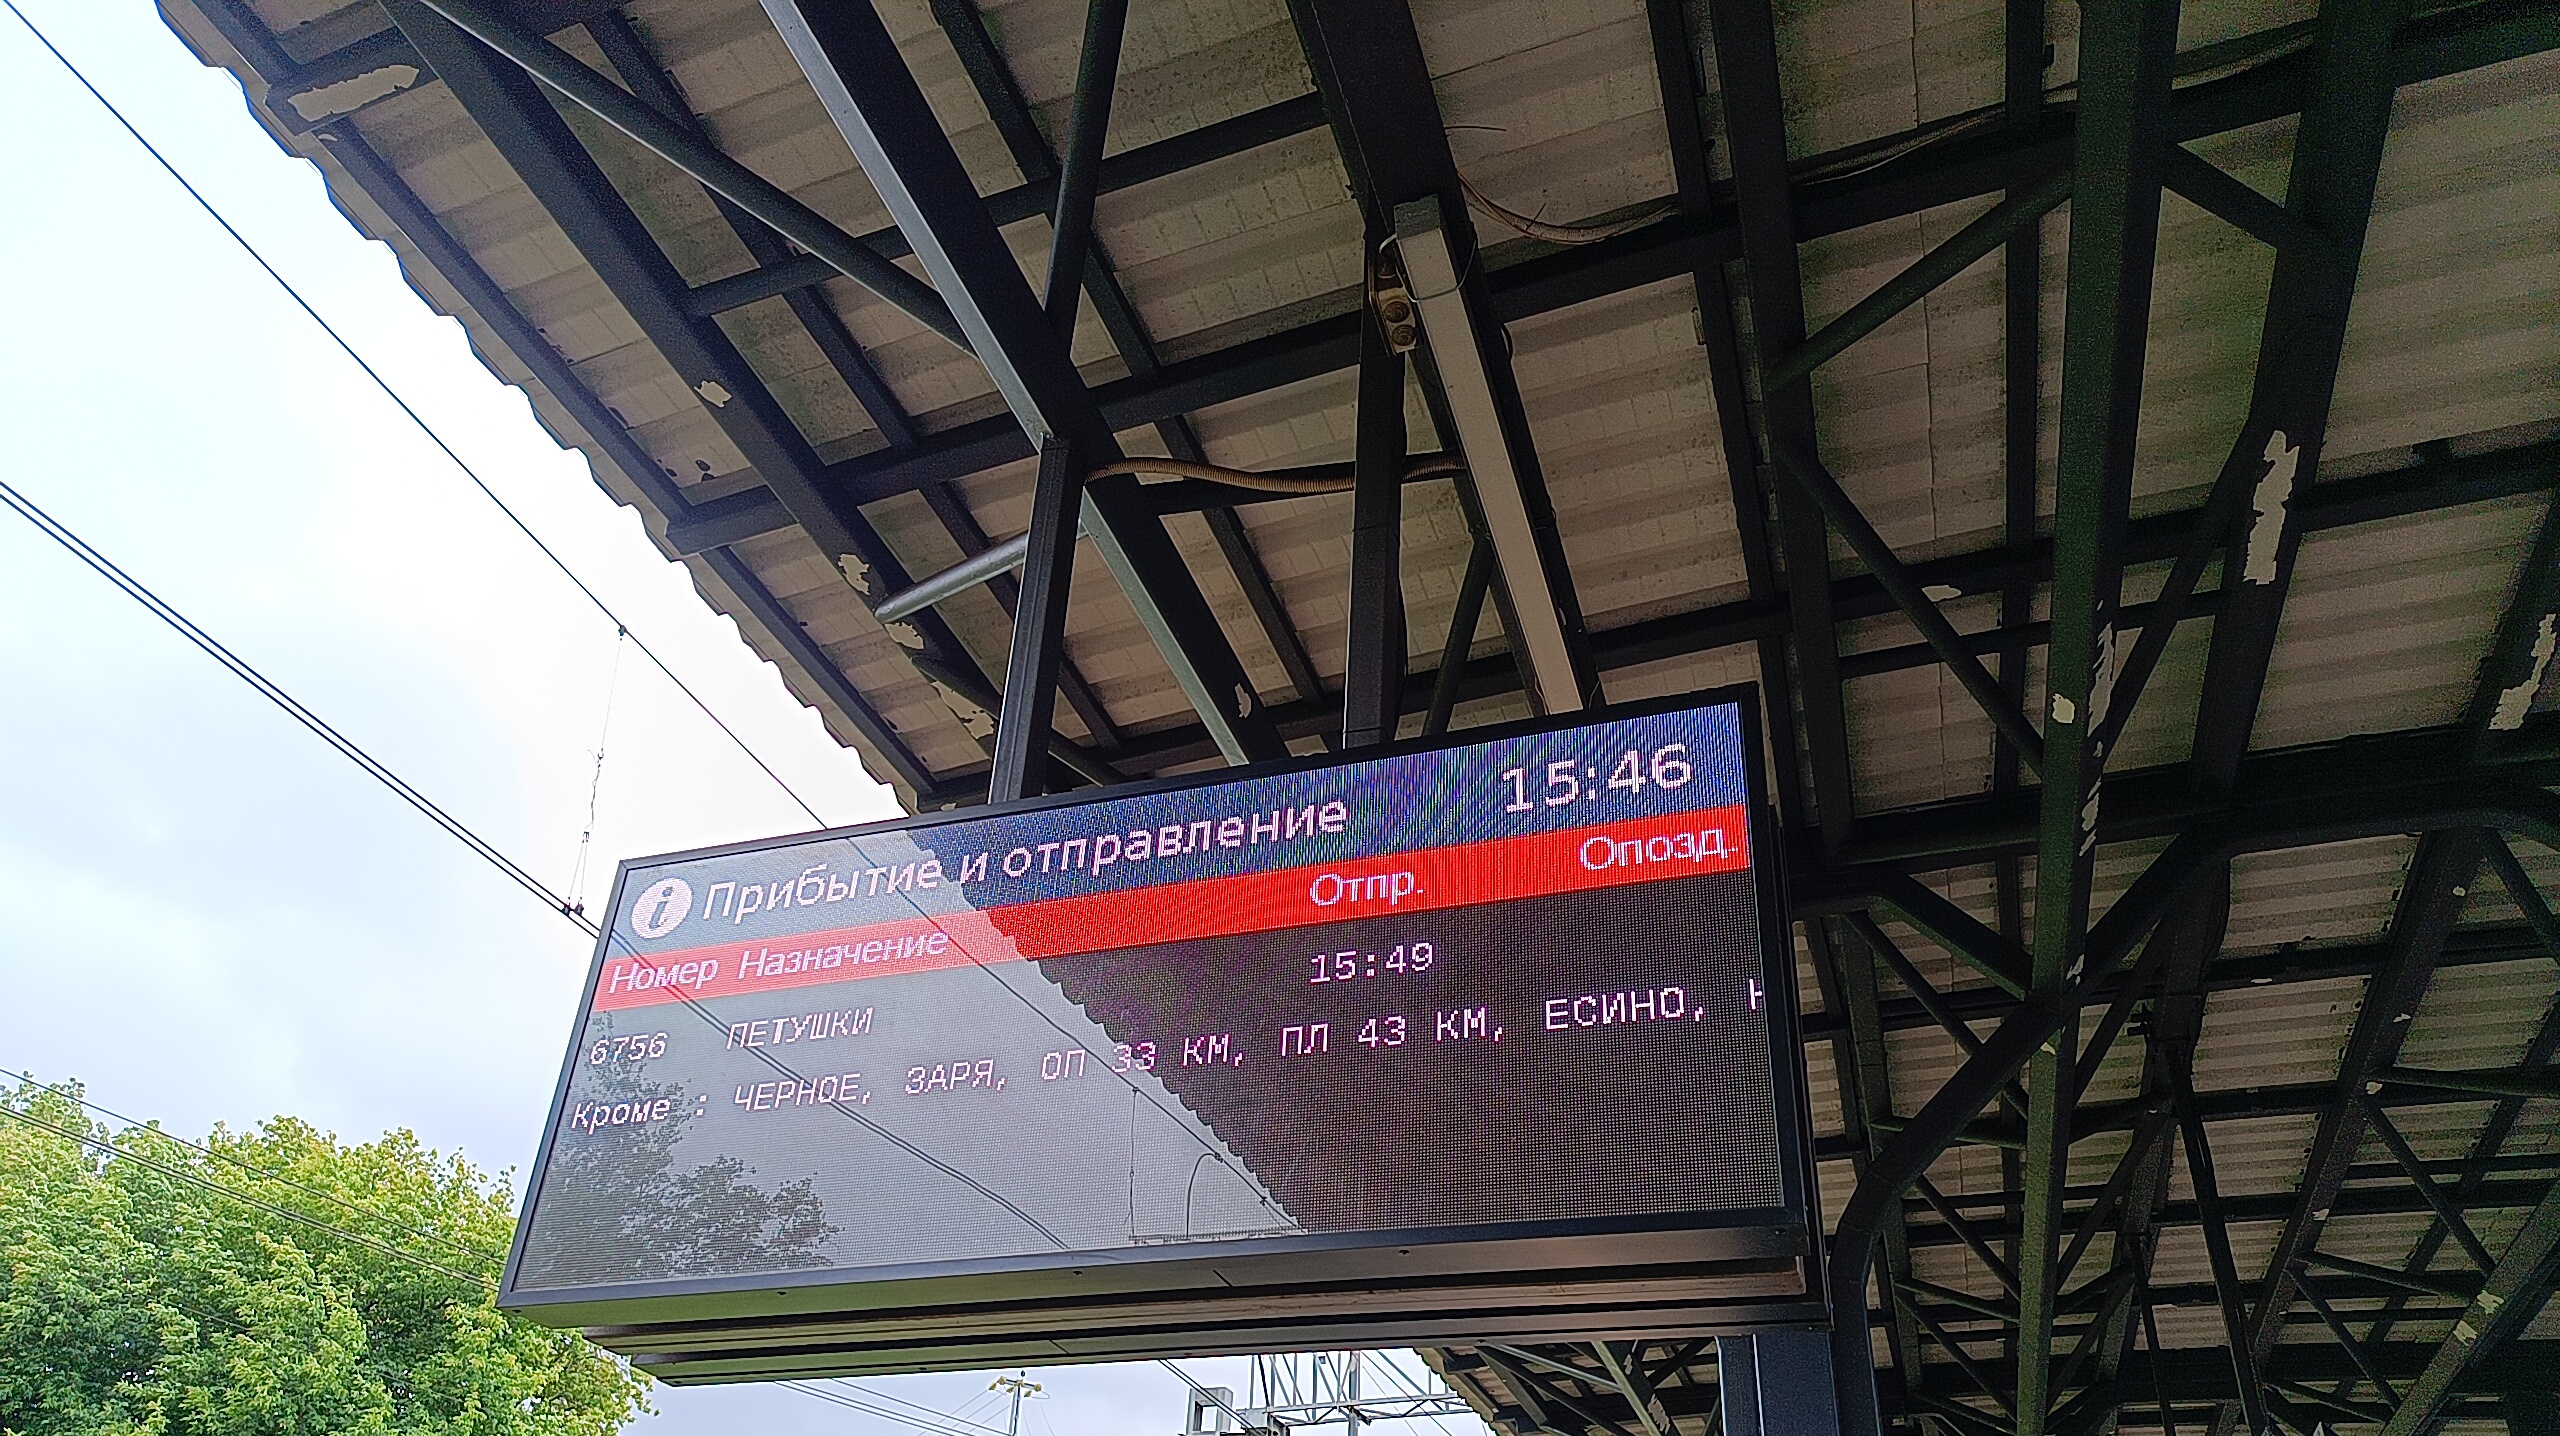 i Прибытие и отправление 15:46
Номер Назначение Отпр. Опозд.
6756 ПЕТУШКИ 15:49
Кроме : ЧЕРНОЕ, ЗАРЯ, ОП 33 КМ, ПЛ 43 КМ, ЕСИНО,